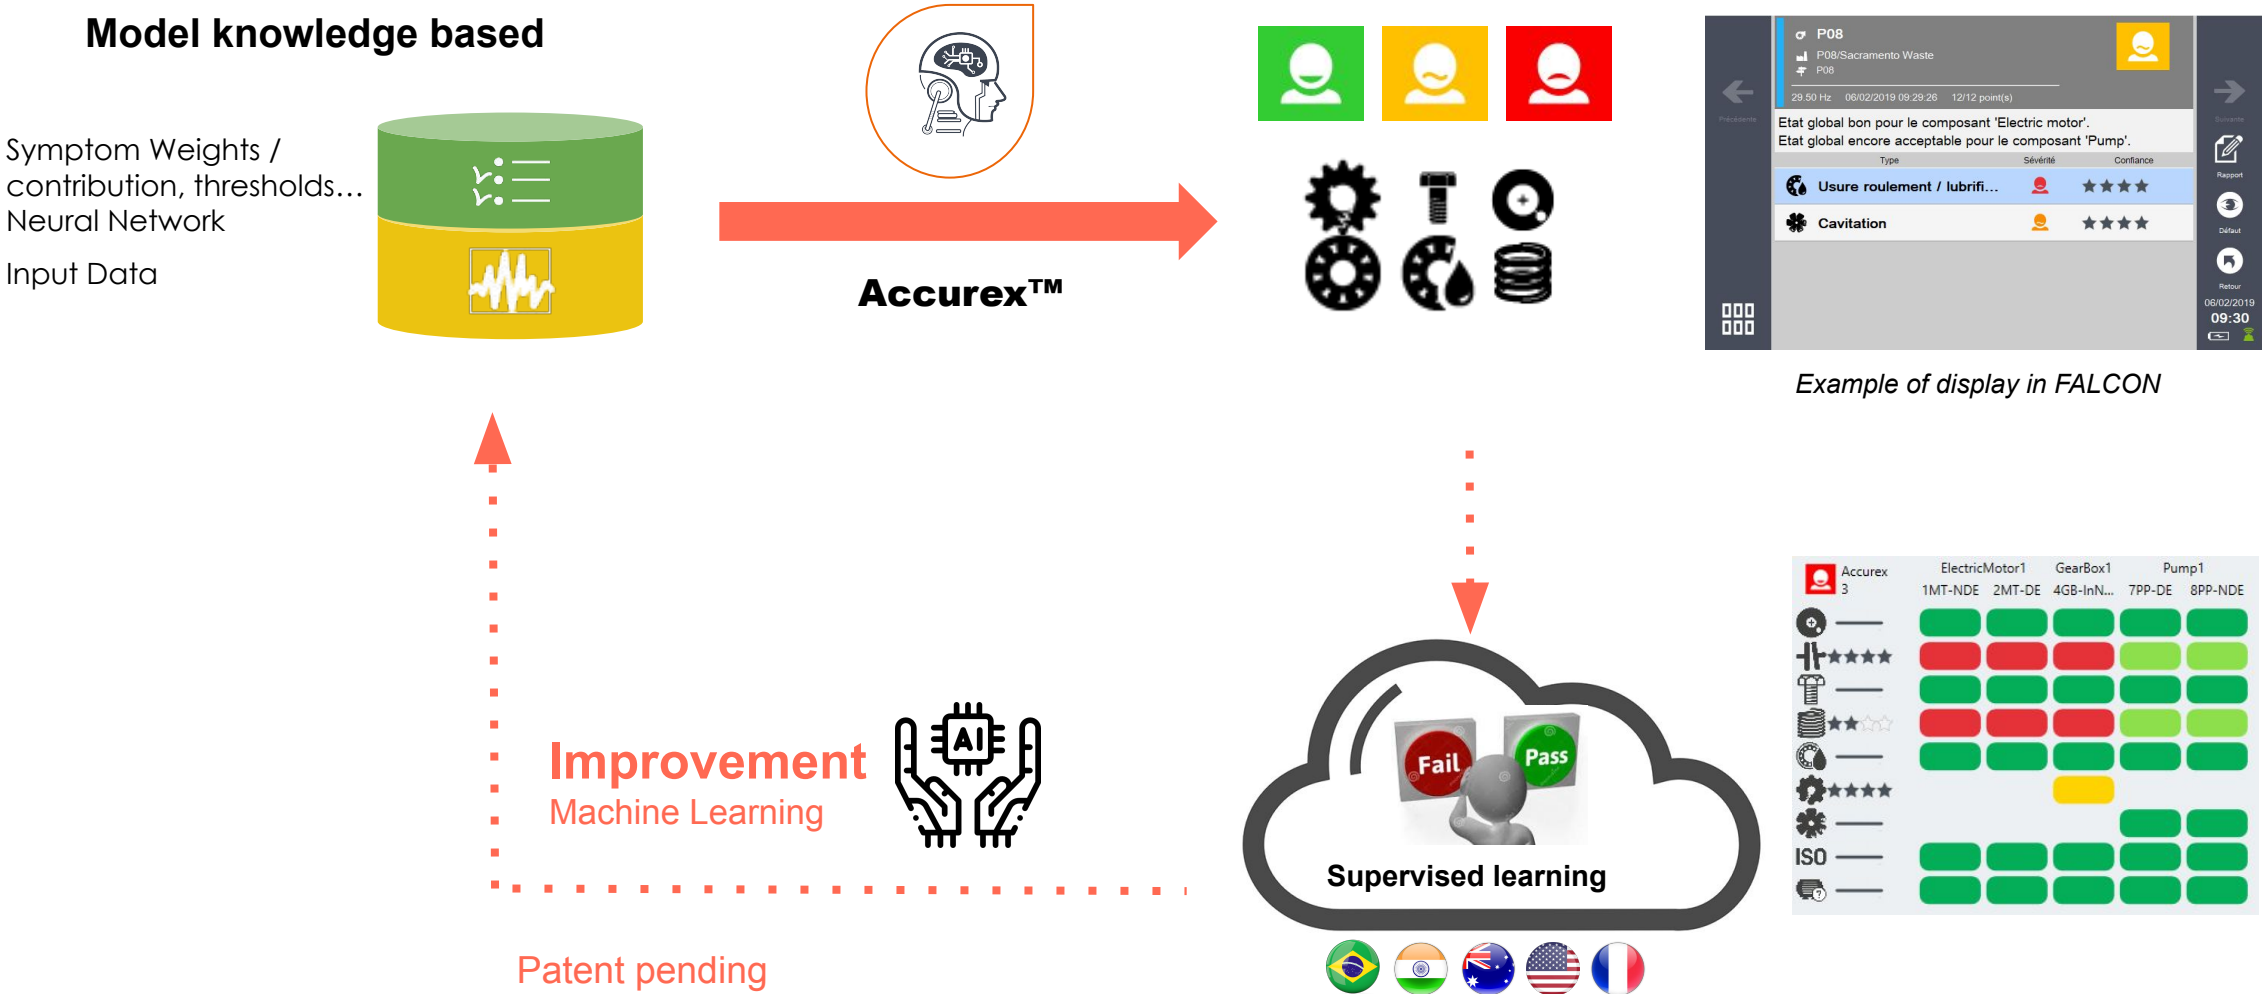 Model knowledge based
Symptom Weights /
contribution, thresholds...
Neural Network
Input Data
Accurex™
P08
P08/Sacramento Waste
P08
29.50 Hz 06/02/2019 09:29:26 12/12 point(s)
Précédente
Suivante
Etat global bon pour le composant 'Electric motor'.
Etat global encore acceptable pour le composant 'Pump'.
Type Sévérité Confiance
Usure roulement / lubrifi...
Cavitation
Rapport
Défaut
Retour
06/02/2019
09:30
Example of display in FALCON
Improvement
Machine Learning
AI
Patent pending
Fail
Pass
Supervised learning
Accurex
3
ElectricMotor1 GearBox1 Pump1
1MT-NDE 2MT-DE 4GB-InN... 7PP-DE 8PP-NDE
ISO
?